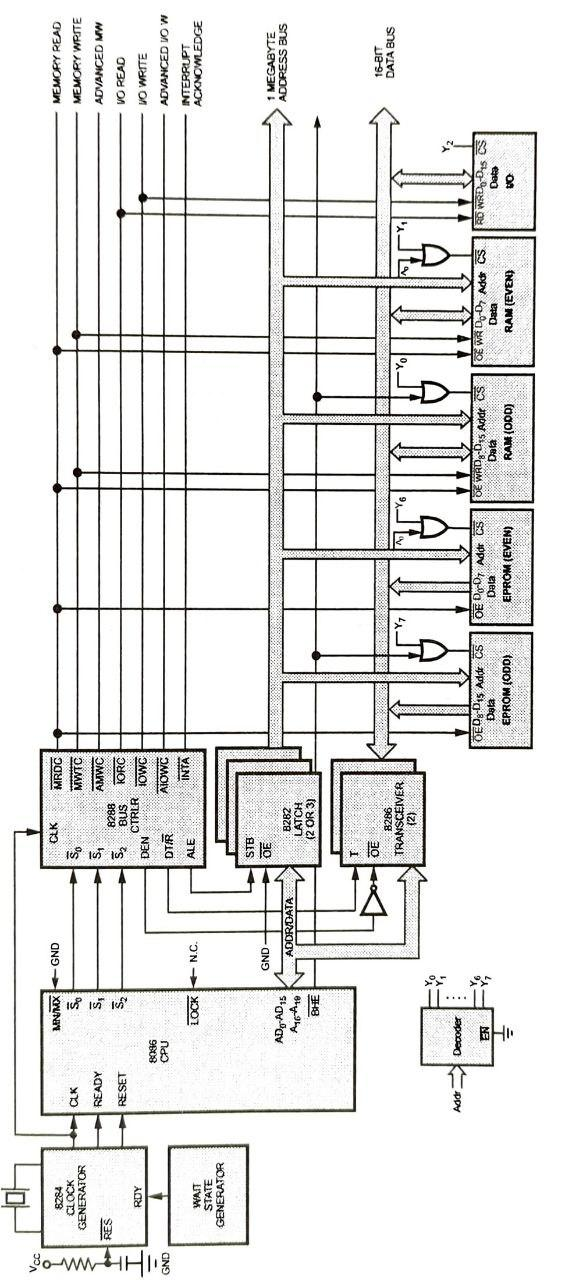 VCC
8284
CLOCK
GENERATOR
RES
RDY
GND
WAIT
STATE
GENERATOR
CLK
READY
RESET
8086
CPU
MN/MX
S0
S1
S2
LOCK
AD0-AD15
A16-A19
BHE
GND
N.C.
GND
ADDR/DATA
CLK
S0
S1
S2
DEN
DT/R
ALE
8288
BUS
CTRLR
MRDC
MWTC
AMWC
IORC
IOWC
AIOWC
INTA
STB
OE
8282
LATCH
(2 OR 3)
T
OE
8286
TRANSCEIVER
(2)
MEMORY READ
MEMORY WRITE
ADVANCED MW
I/O READ
I/O WRITE
ADVANCED I/O W
INTERRUPT
ACKNOWLEDGE
1 MEGABYTE
ADDRESS BUS
16-BIT
DATA BUS
Addr
Decoder
EN
Y0
Y1
Y6
Y7
Y7
OE D8-D15 Addr CS
Data
EPROM (ODD)
A0
Y6
OE D0-D7 Addr CS
Data
EPROM (EVEN)
Y0
OE WR D8-D15 Addr CS
Data
RAM (ODD)
A0
Y1
OE WR D0-D7 Addr CS
Data
RAM (EVEN)
Y2
RD WR D0-D15 CS
Data
I/O